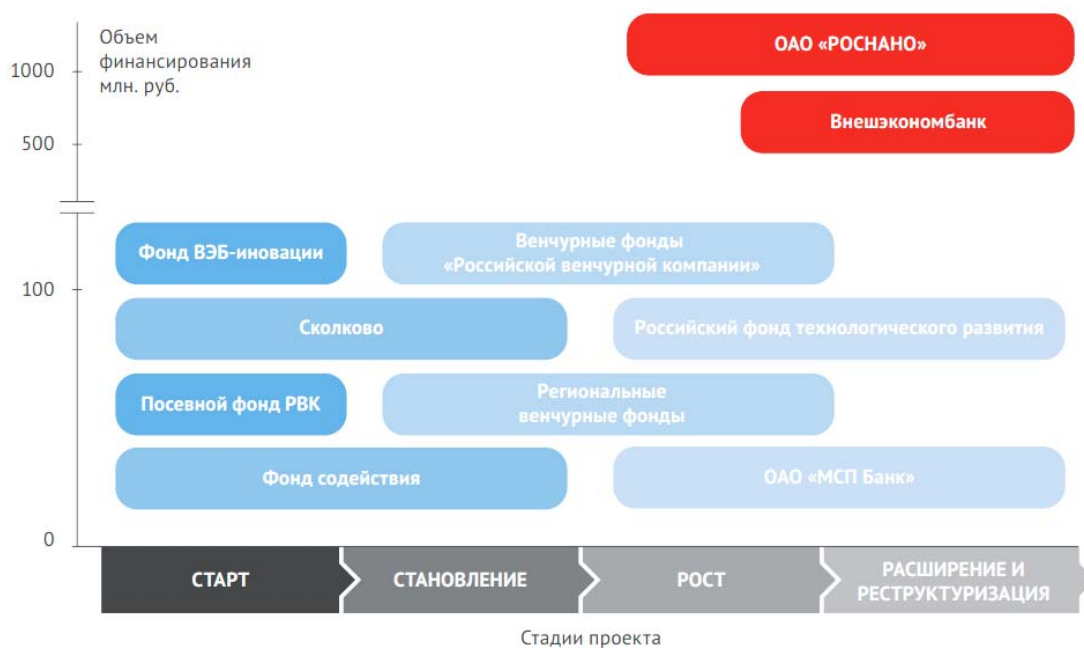 Объем
финансирования
млн. руб.
1000
500
100
0
ОАО «РОСНАНО»
Внешэкономбанк
Фонд ВЭБ-иновации
Венчурные фонды
«Российской венчурной компании»
Сколково
Российский фонд технологического развития
Посевной фонд РВК
Региональные
венчурные фонды
Фонд содействия
ОАО «МСП Банк»
СТАРТ
СТАНОВЛЕНИЕ
РОСТ
РАСШИРЕНИЕ И
РЕСТРУКТУРИЗАЦИЯ
Стадии проекта